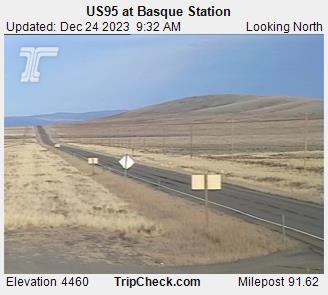 US95 at Basque Station
Updated: Dec 24 2023 9:32 AM Looking North
Elevation 4460 TripCheck.com Milepost 91.62